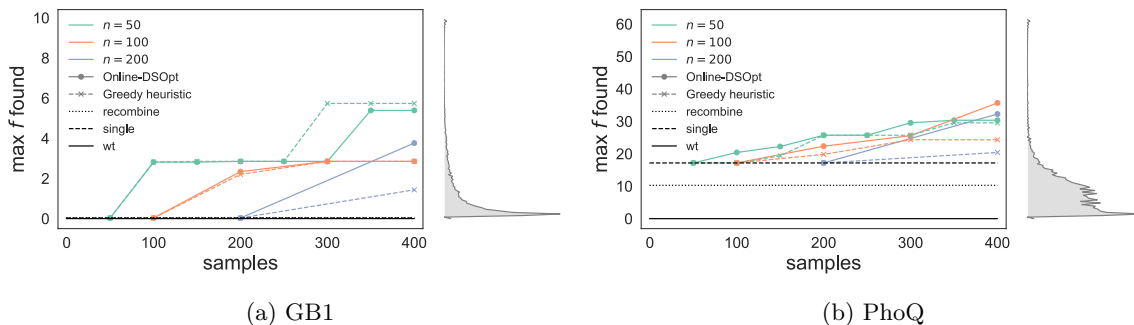 10
8
6
4
2
0
max f found
n = 50
n = 100
n = 200
Online-DSOpt
Greedy heuristic
recombine
single
wt
0
100
200
300
400
samples
(a) GB1
60
50
40
30
20
10
0
max f found
n = 50
n = 100
n = 200
Online-DSOpt
Greedy heuristic
recombine
single
wt
0
100
200
300
400
samples
(b) PhoQ